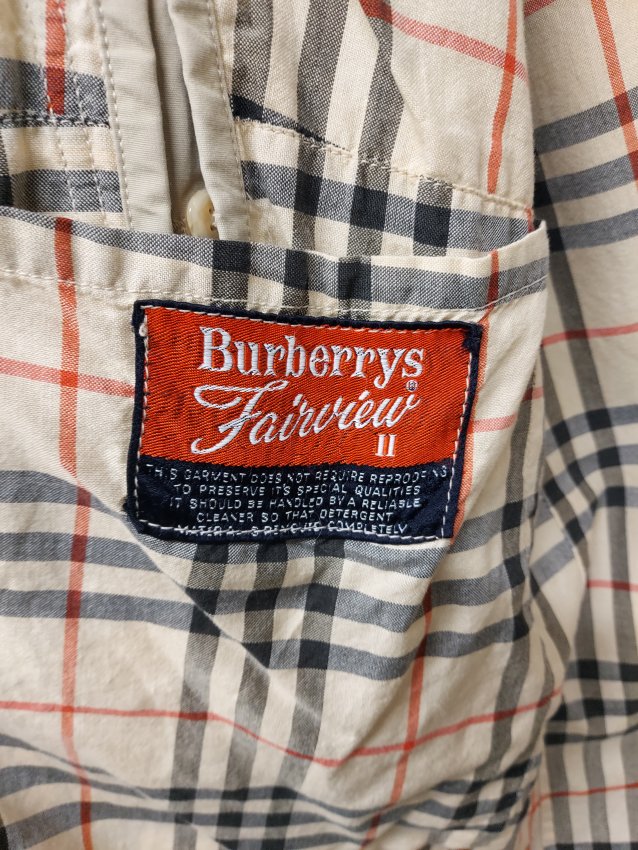 Burberrys
Fairview®
II
THIS GARMENT DOES NOT REQUIRE REPROOFING
TO PRESERVE IT'S SPECIAL QUALITIES
IT SHOULD BE HANDLED BY A RELIABLE
CLEANER SO THAT DETERGENT
COMPLETELY